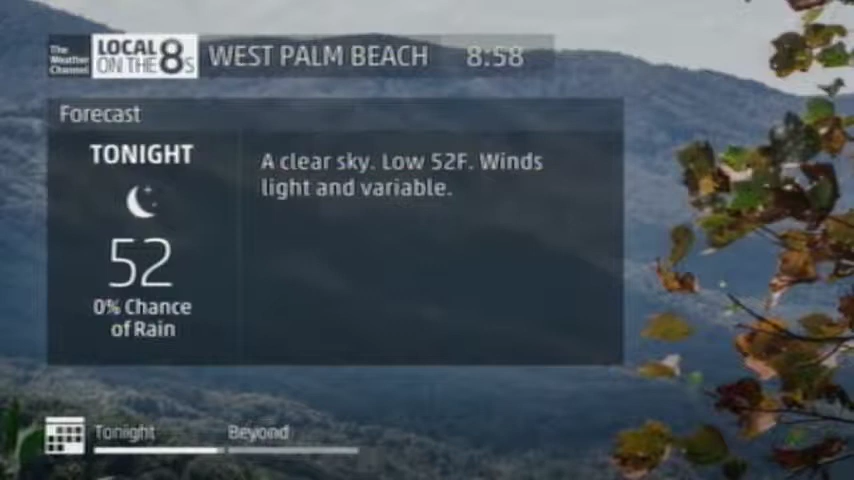 The Weather Channel LOCAL ON THE 8s WEST PALM BEACH 8:58
Forecast
TONIGHT
52
0% Chance
of Rain
A clear sky. Low 52F. Winds
light and variable.
Tonight Beyond